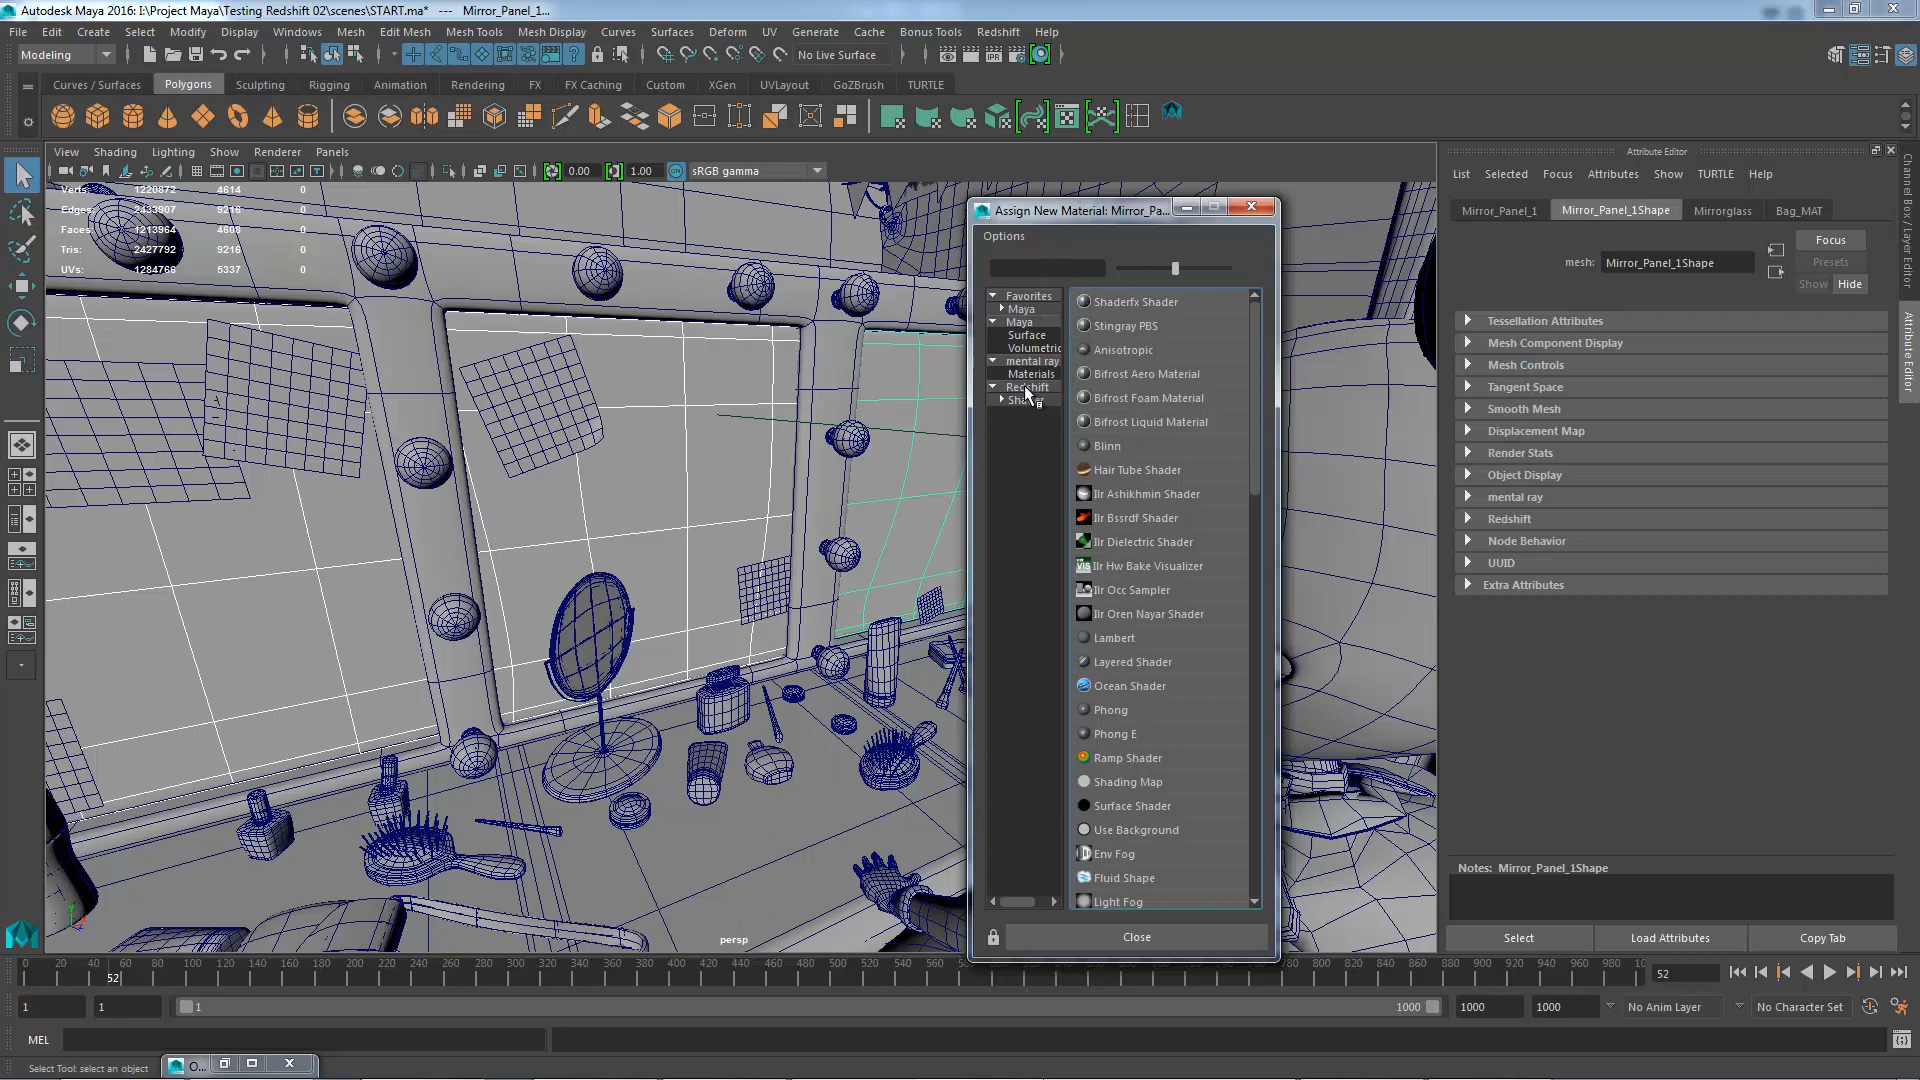 Autodesk Maya 2016: I:\Project Maya\Testing Redshift 02\scenes\START.ma* --- Mirror_Panel_1...
File Edit Create Select Modify Display Windows Mesh Edit Mesh Mesh Tools Mesh Display Curves Surfaces Deform UV Generate Cache Bonus Tools Redshift Help
Modeling No Live Surface
Curves / Surfaces Polygons Sculpting Rigging Animation Rendering FX FX Caching Custom XGen UVLayout GoZBrush TURTLE
View Shading Lighting Show Renderer Panels
0.00 1.00 sRGB gamma
Verts: 1220872 4614 0
Edges: 2433907 9216 0
Faces: 1213964 4608 0
Tris: 2427792 9216 0
UVs: 1284766 5337 0
persp
Assign New Material: Mirror_Pa...
Options
Favorites
Maya
Maya
Surface
Volumetric
mental ray
Materials
Redshift
Shaderfx Shader
Stingray PBS
Anisotropic
Bifrost Aero Material
Bifrost Foam Material
Bifrost Liquid Material
Blinn
Hair Tube Shader
Ilr Ashikhmin Shader
Ilr Bssrdf Shader
Ilr Dielectric Shader
Ilr Hw Bake Visualizer
Ilr Occ Sampler
Ilr Oren Nayar Shader
Lambert
Layered Shader
Ocean Shader
Phong
Phong E
Ramp Shader
Shading Map
Surface Shader
Use Background
Env Fog
Fluid Shape
Light Fog
Close
Attribute Editor
List Selected Focus Attributes Show TURTLE Help
Mirror_Panel_1 Mirror_Panel_1Shape Mirrorglass Bag_MAT
mesh: Mirror_Panel_1Shape
Focus
Presets
Show Hide
Tessellation Attributes
Mesh Component Display
Mesh Controls
Tangent Space
Smooth Mesh
Displacement Map
Render Stats
Object Display
mental ray
Redshift
Node Behavior
UUID
Extra Attributes
Notes: Mirror_Panel_1Shape
Select Load Attributes Copy Tab
Channel Box / Layer Editor
Attribute Editor
0 20 40 60 80 100 120 140 160 180 200 220 240 260 280 300 320 340 360 380 400 420 440 460 480 500 520 540 560 580 780 800 820 840 860 880 900 920 940 960 980 10
52 52
1 1 1 1000 1000 1000 No Anim Layer No Character Set
MEL
Select Tool: select an object O...